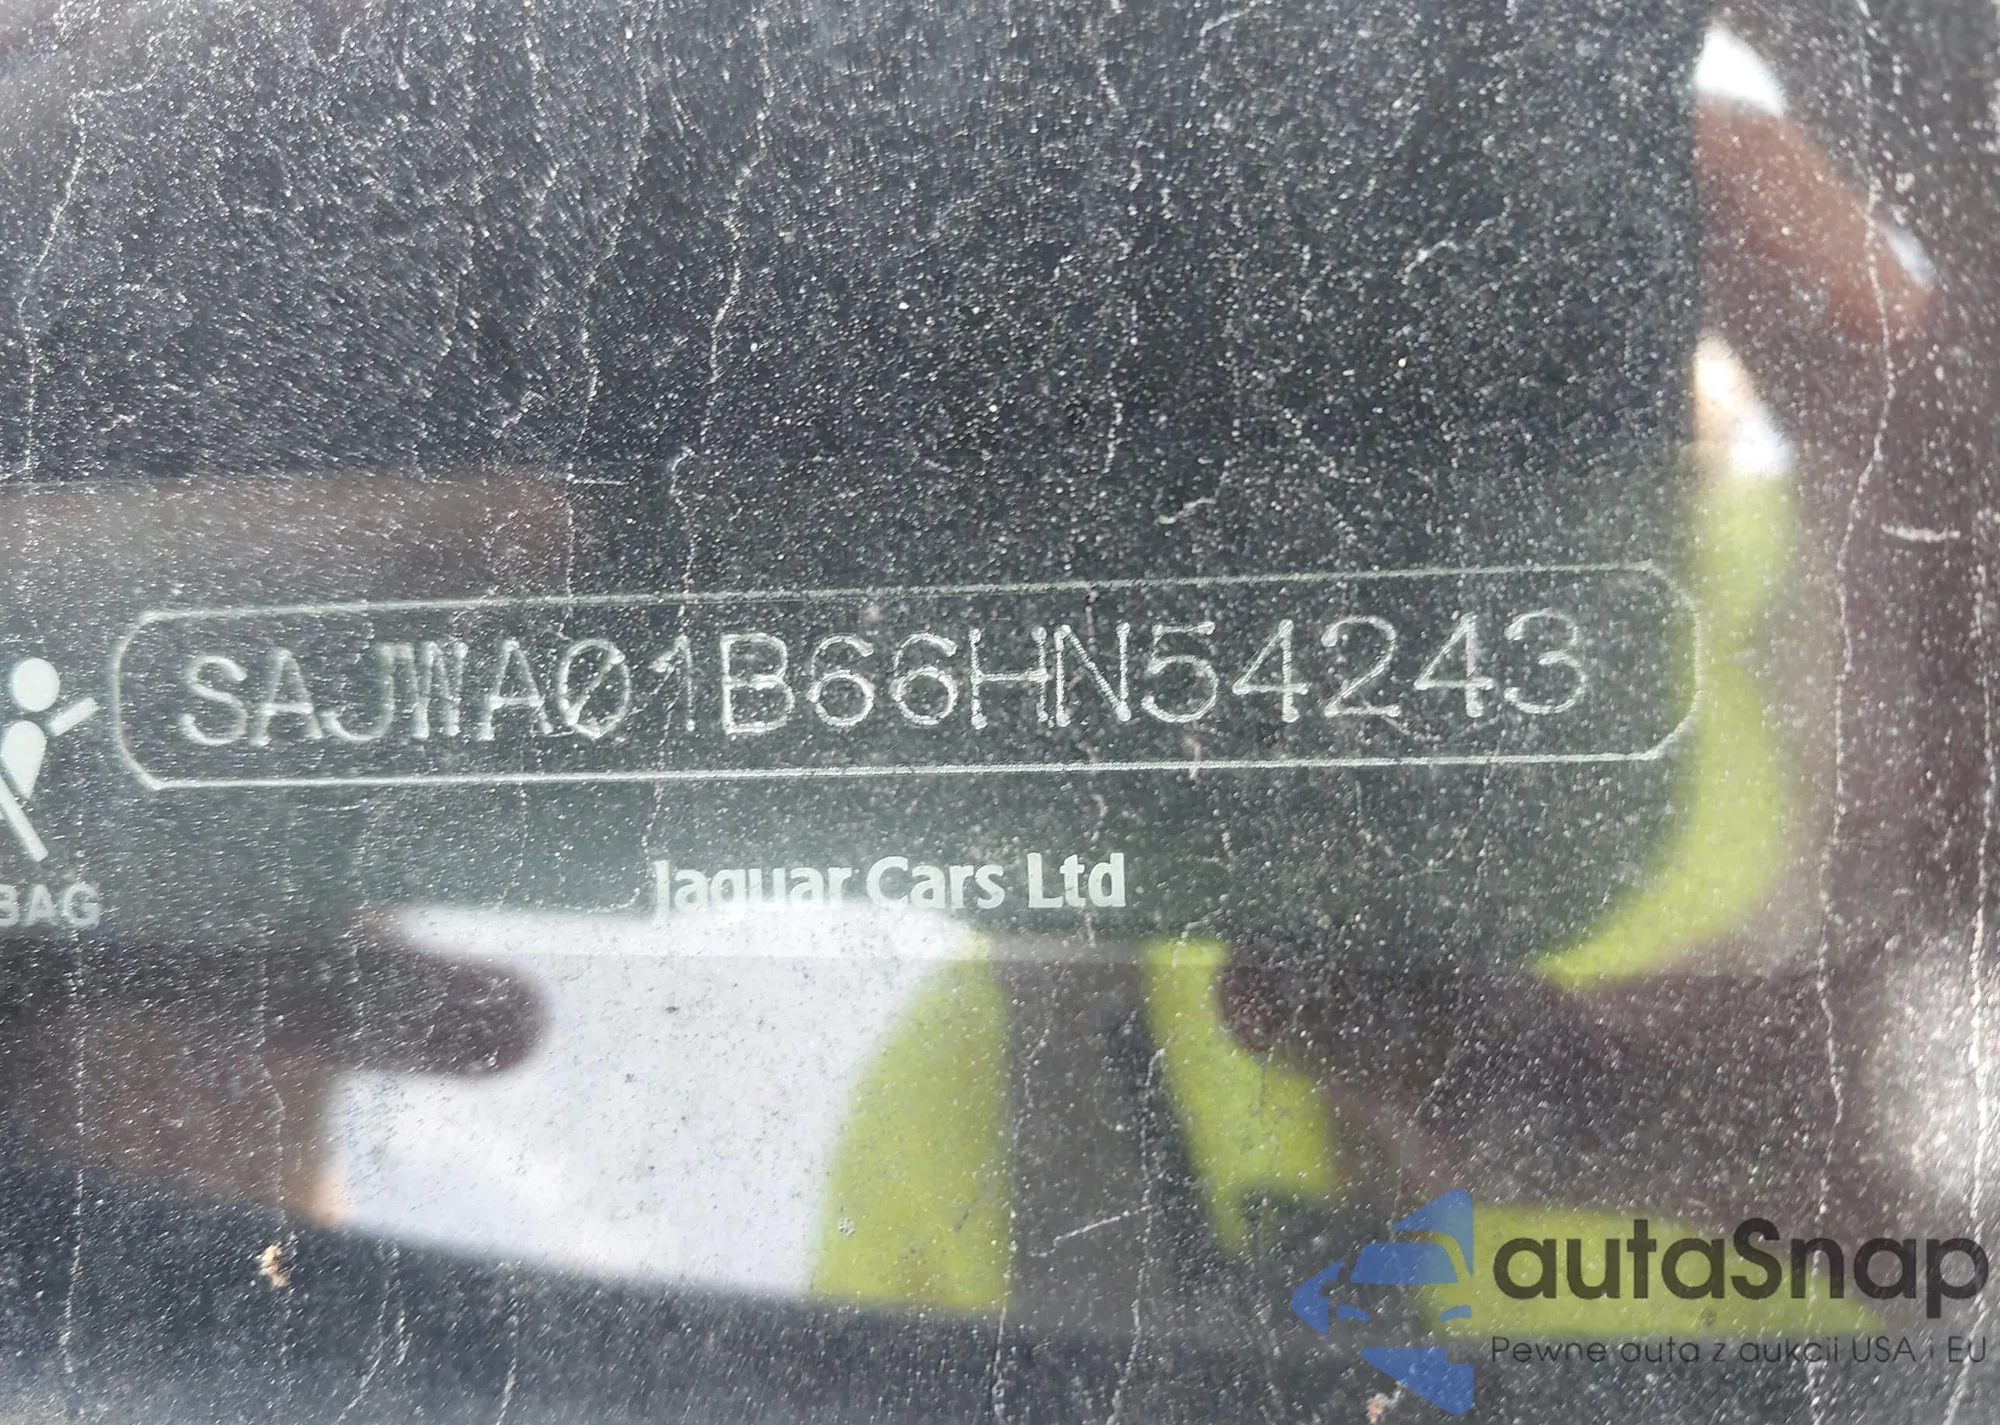 SAJWA01B66HN54243
BAG
Jaguar Cars Ltd
autaSnap
Pewne auta z aukcji USA i EU